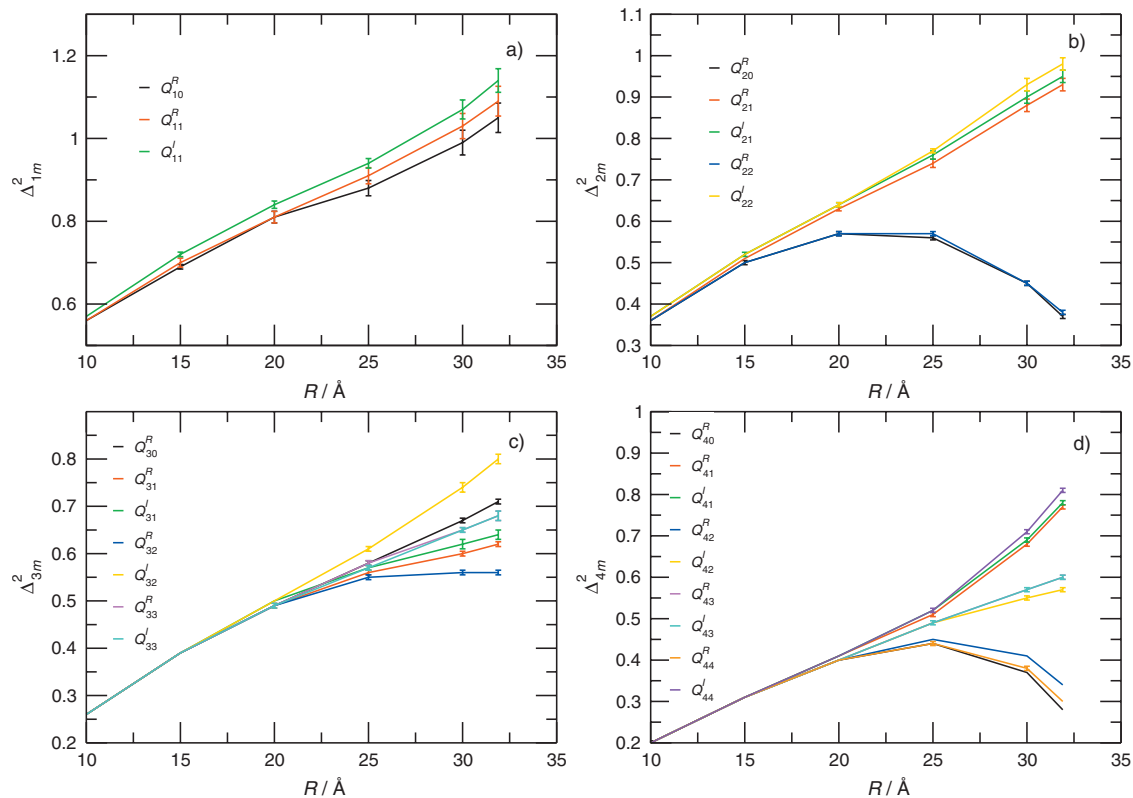 a)
Q^R_10
Q^R_11
Q^I_11
Δ^2_1m
1.2
1
0.8
0.6
10 15 20 25 30 35
R / Å
b)
Q^R_20
Q^R_21
Q^I_21
Q^R_22
Q^I_22
Δ^2_2m
1.1
1
0.9
0.8
0.7
0.6
0.5
0.4
0.3
10 15 20 25 30 35
R / Å
c)
Q^R_30
Q^R_31
Q^I_31
Q^R_32
Q^I_32
Q^R_33
Q^I_33
Δ^2_3m
0.8
0.7
0.6
0.5
0.4
0.3
0.2
10 15 20 25 30 35
R / Å
d)
Q^R_40
Q^R_41
Q^I_41
Q^R_42
Q^I_42
Q^R_43
Q^I_43
Q^R_44
Q^I_44
Δ^2_4m
1
0.9
0.8
0.7
0.6
0.5
0.4
0.3
0.2
10 15 20 25 30 35
R / Å